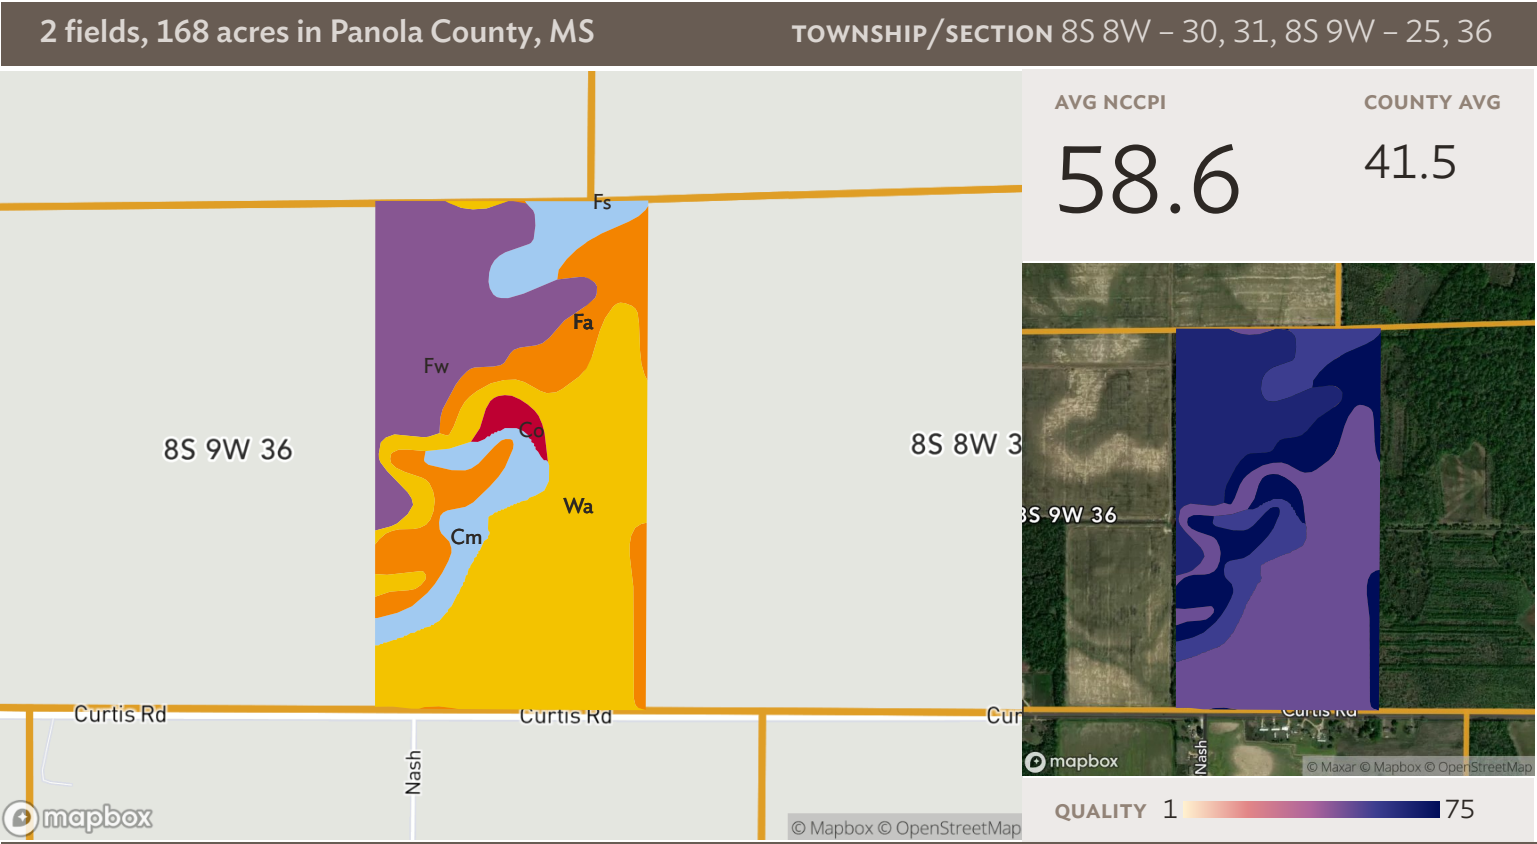 2 fields, 168 acres in Panola County, MS
TOWNSHIP/SECTION 8S 8W – 30, 31, 8S 9W – 25, 36
AVG NCCPI
58.6
COUNTY AVG
41.5
Fs
Fa
Fw
Co
8S 9W 36
8S 8W 3
Wa
Cm
Curtis Rd
Curtis Rd
Cur
Nash
mapbox
© Mapbox © OpenStreetMap
8S 9W 36
Curtis Rd
Nash
mapbox
© Maxar © Mapbox © OpenStreetMap
QUALITY 1 75